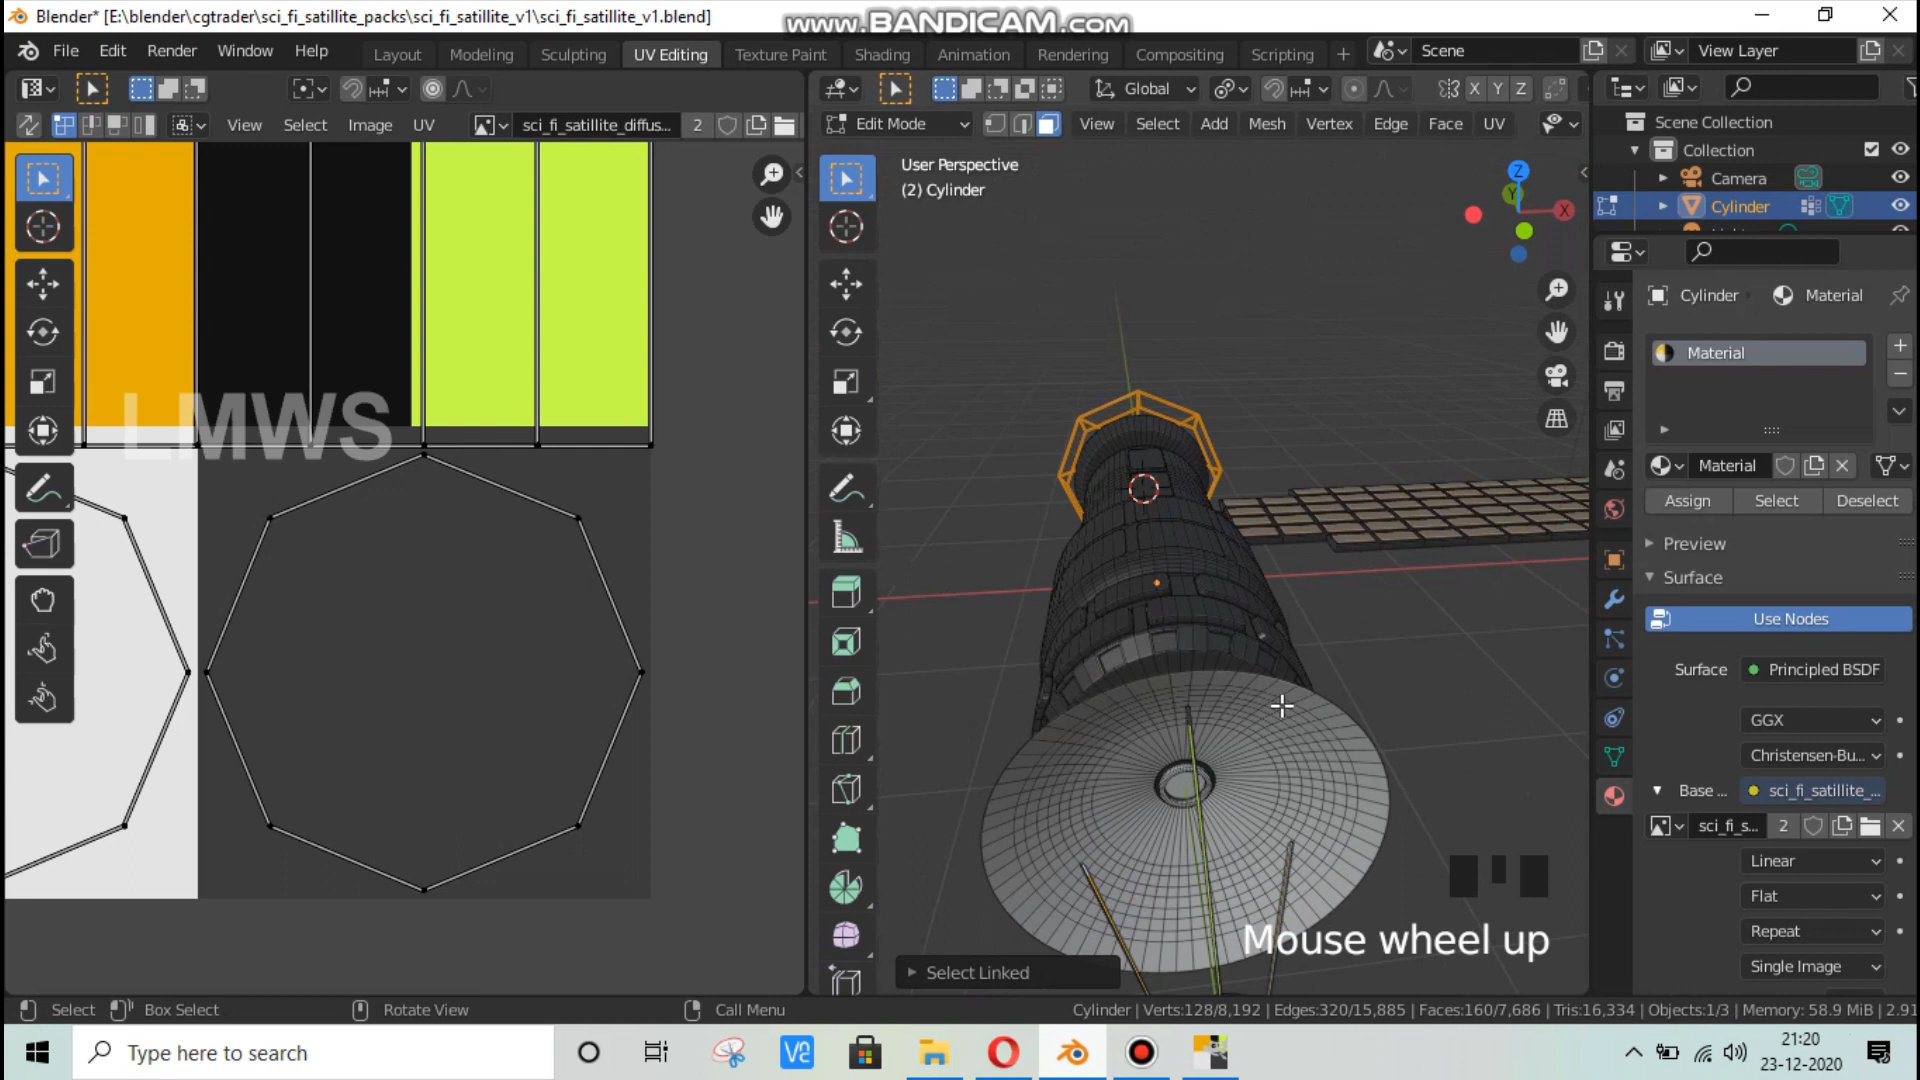 Blender* [E:\blender\cgtrader\sci_fi_satillite_packs\sci_fi_satillite_v1\sci_fi_satillite_v1.blend]
www.BANDICAM.com
File Edit Render Window Help
Layout Modeling Sculpting UV Editing Texture Paint Shading Animation Rendering Compositing Scripting +
Scene
View Layer
Global
X Y Z
View Select Image UV
sci_fi_satillite_diffus... 2
Edit Mode
View Select Add Mesh Vertex Edge Face UV
Scene Collection
Collection
Camera
Cylinder
User Perspective
(2) Cylinder
Z
Y
X
LMWS
Cylinder Material
Material
Material
Assign Select Deselect
Preview
Surface
Use Nodes
Surface Principled BSDF
GGX
Christensen-Bu...
Base ... sci_fi_satillite_...
sci_fi_s... 2
Linear
Flat
Repeat
Single Image
Mouse wheel up
Select Linked
Select Box Select Rotate View Call Menu
Cylinder | Verts:128/8,192 | Edges:320/15,885 | Faces:160/7,686 | Tris:16,334 | Objects:1/3 | Memory: 58.9 MiB | 2.91
Type here to search
21:20
23-12-2020